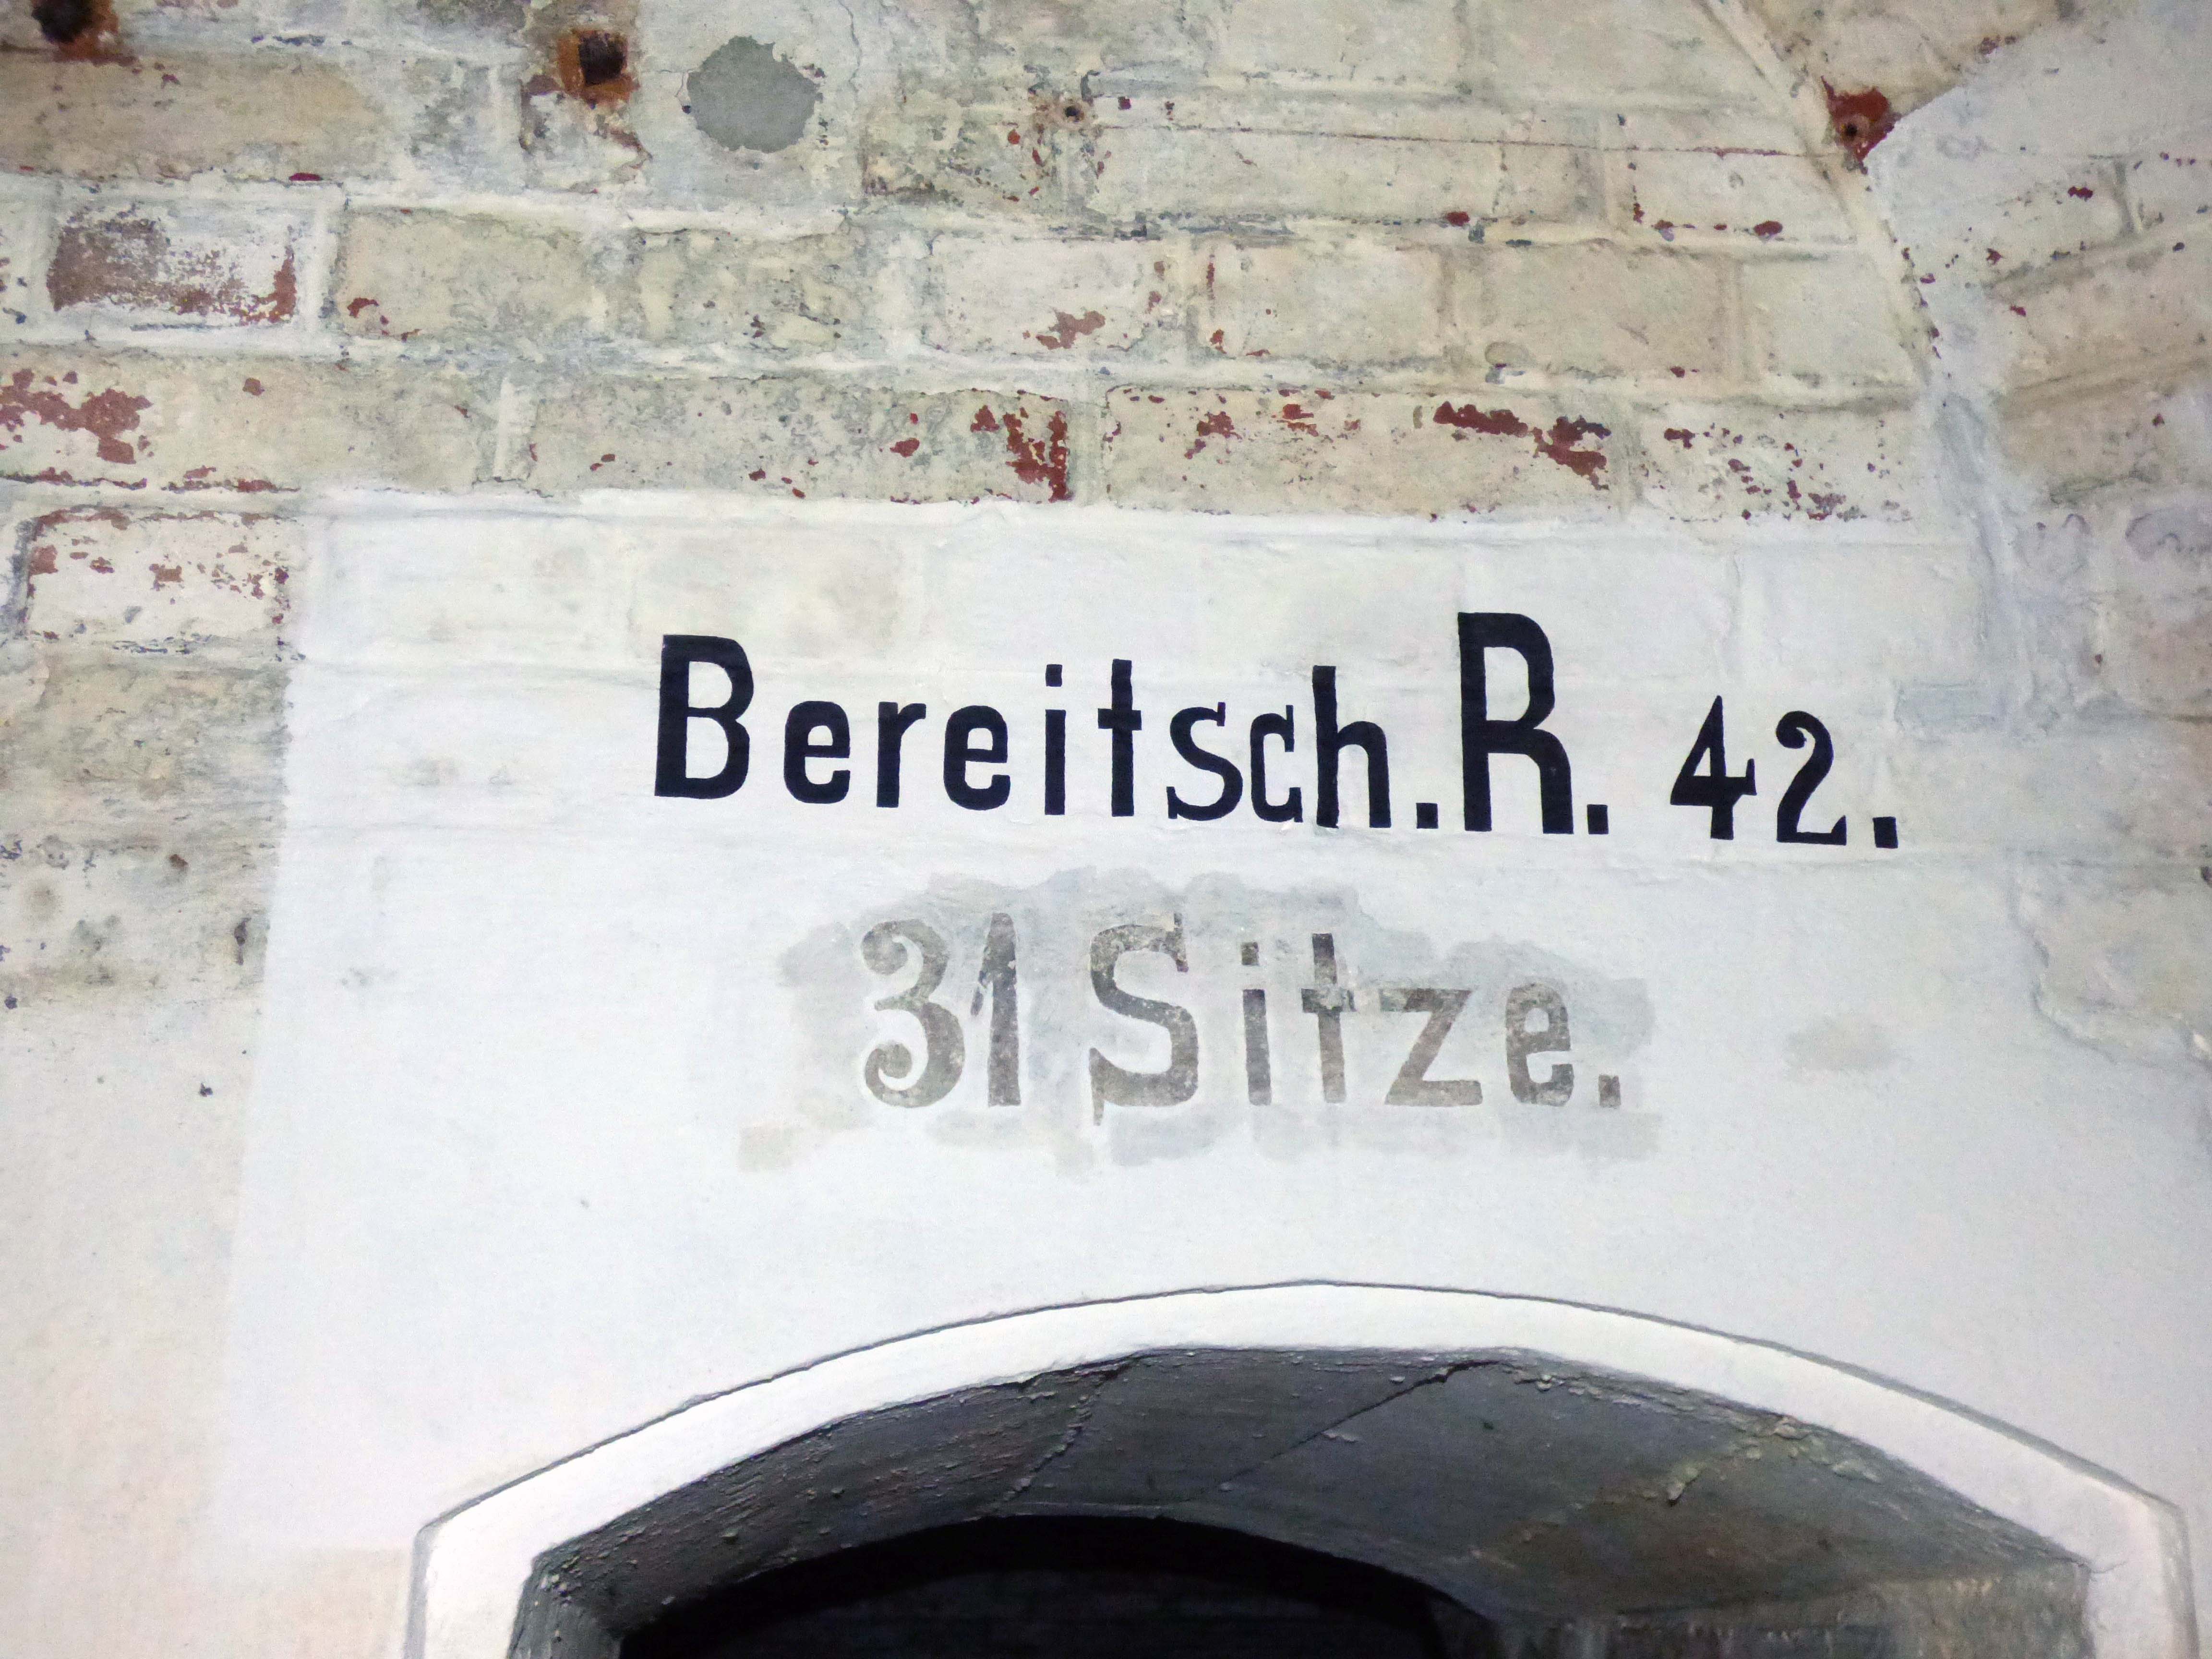 Bereitsch.R. 42.
31 Sitze.